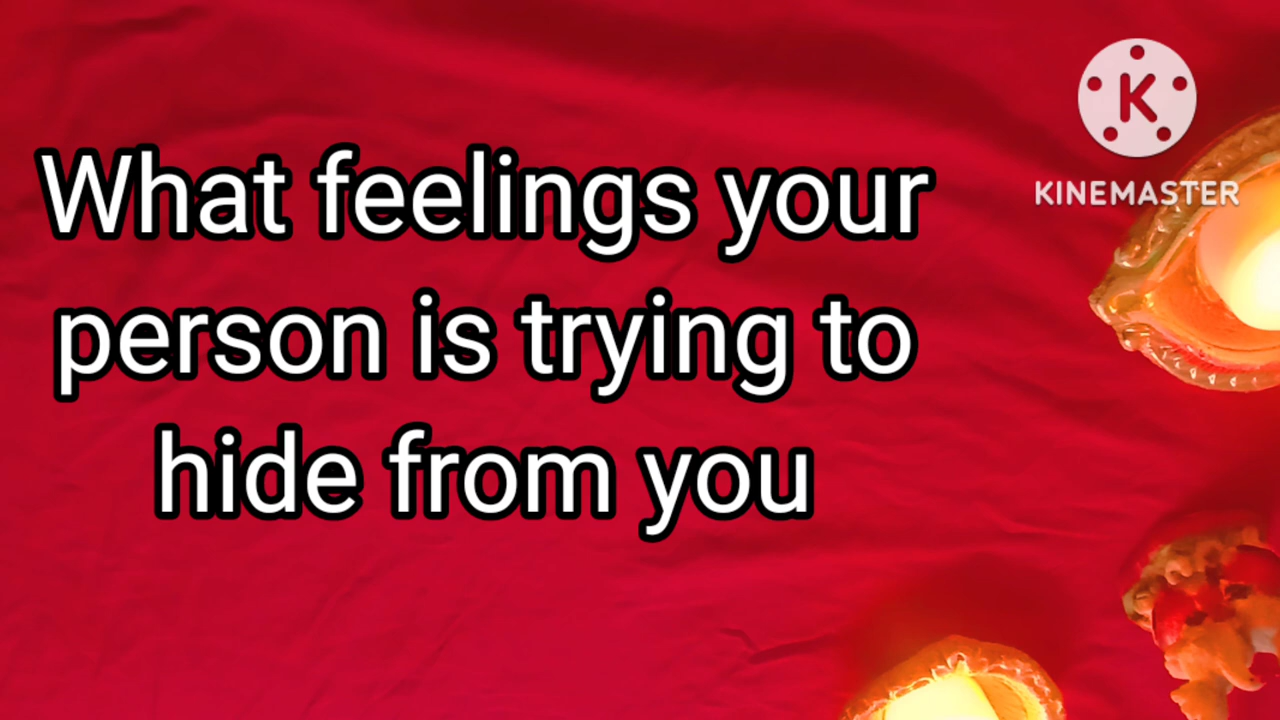 What feelings your
person is trying to
hide from you
K
KINEMASTER